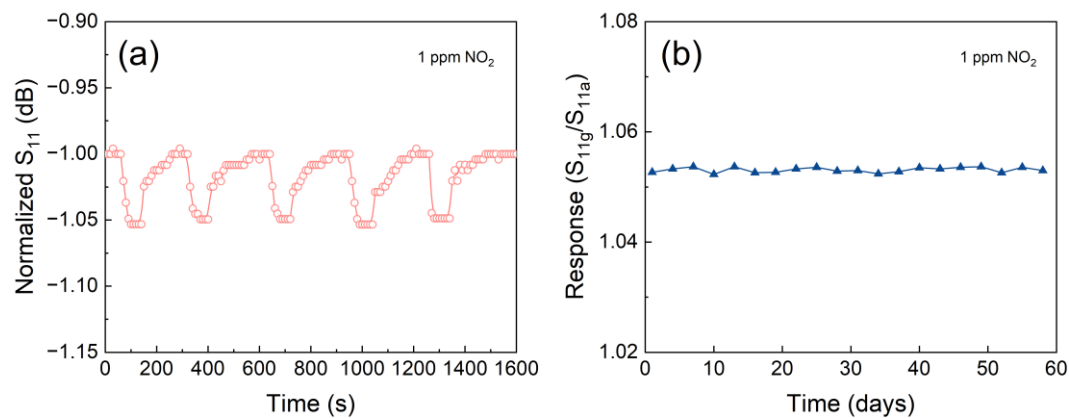 (a)
1 ppm NO₂
Normalized S₁₁ (dB)
−0.90
−0.95
−1.00
−1.05
−1.10
−1.15
0 200 400 600 800 1000 1200 1400 1600
Time (s)
(b)
1 ppm NO₂
Response (S₁₁g/S₁₁a)
1.08
1.06
1.04
1.02
0 10 20 30 40 50 60
Time (days)